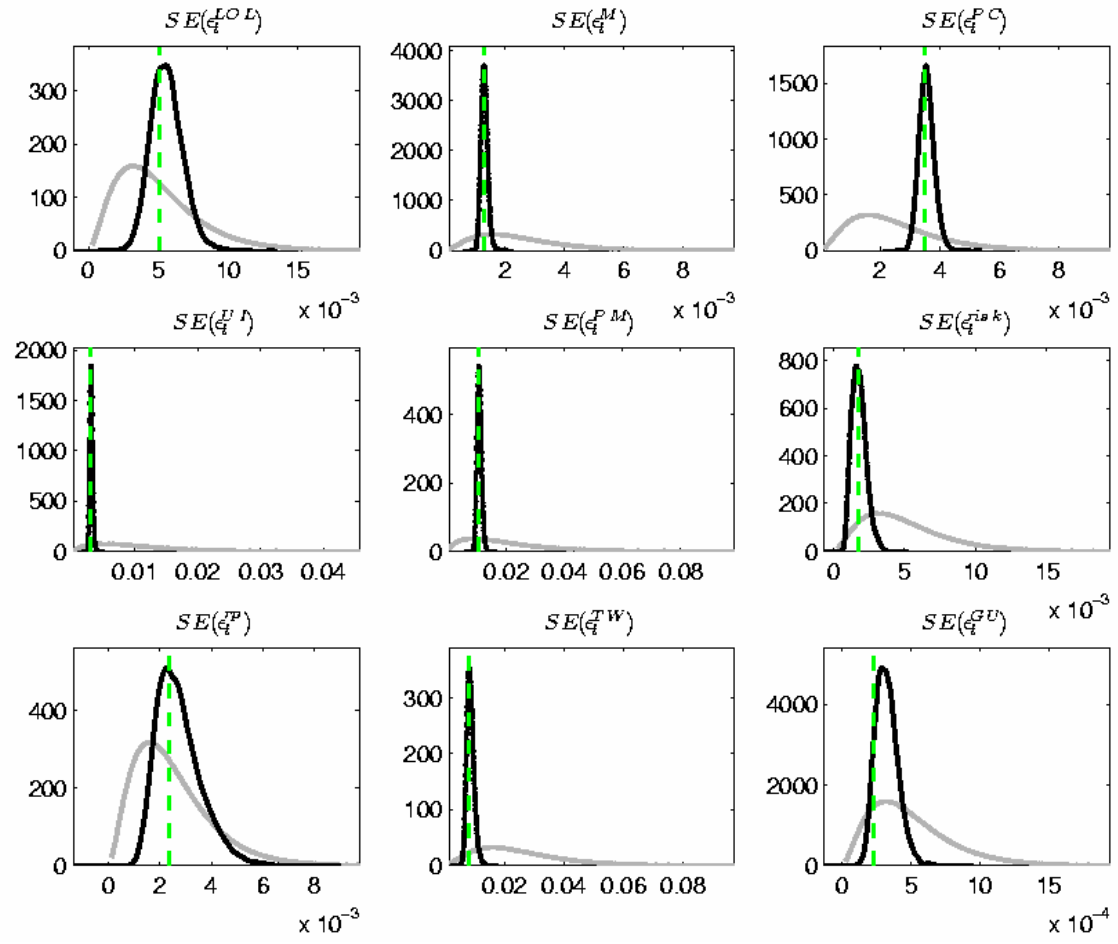 SE(ϵ_t^{LOL})
300
200
100
0
0 5 10 15
x 10^{-3}
SE(ϵ_t^{M})
4000
3000
2000
1000
0
2 4 6 8
x 10^{-3}
SE(ϵ_t^{PC})
1500
1000
500
0
2 4 6 8
x 10^{-3}
SE(ϵ_t^{UI})
2000
1500
1000
500
0
0.01 0.02 0.03 0.04
SE(ϵ_t^{PM})
400
200
0
0.02 0.04 0.06 0.08
SE(ϵ_t^{risk})
800
600
400
200
0
0 5 10 15
x 10^{-3}
SE(ϵ_t^{rp})
400
200
0
0 2 4 6 8
x 10^{-3}
SE(ϵ_t^{TW})
300
200
100
0
0.02 0.04 0.06 0.08
SE(ϵ_t^{GU})
4000
2000
0
0 5 10 15
x 10^{-4}